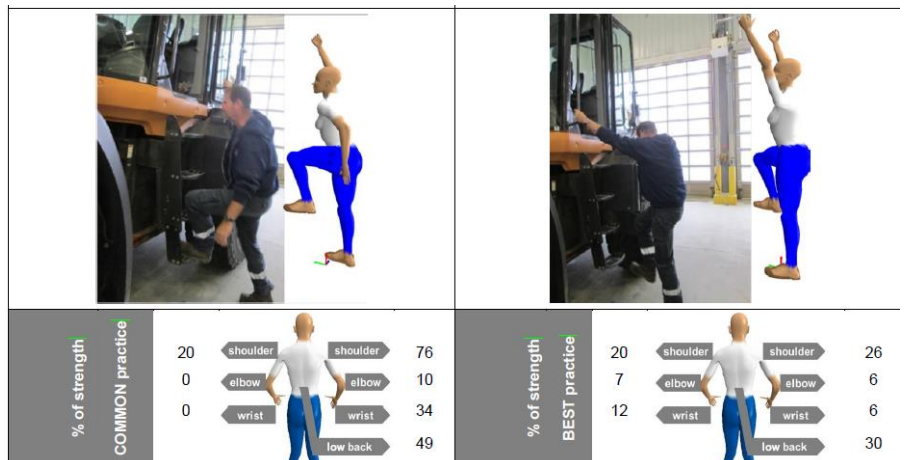 % of strength
COMMON practice
20 shoulder shoulder 76
0 elbow elbow 10
0 wrist wrist 34
low back 49
% of strength
BEST practice
20 shoulder shoulder 26
7 elbow elbow 6
12 wrist wrist 6
low back 30